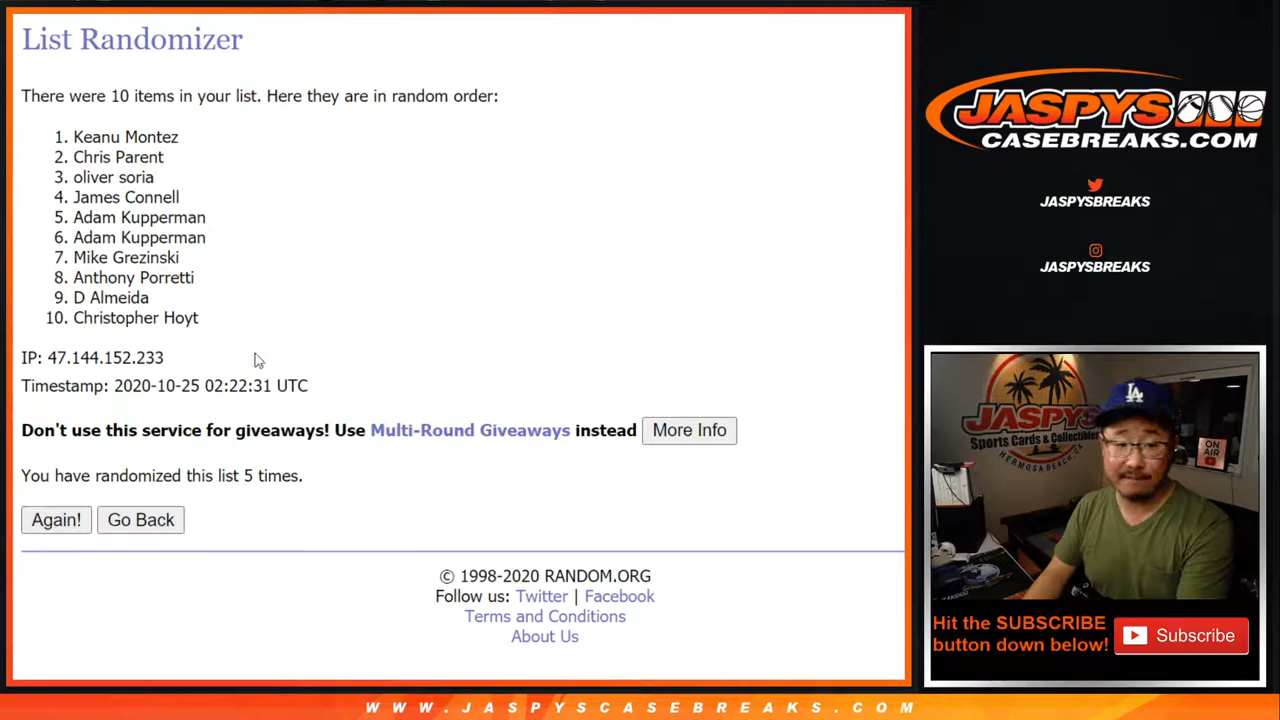 List Randomizer
There were 10 items in your list. Here they are in random order:
1. Keanu Montez
2. Chris Parent
3. oliver soria
4. James Connell
5. Adam Kupperman
6. Adam Kupperman
7. Mike Grezinski
8. Anthony Porretti
9. D Almeida
10. Christopher Hoyt
IP: 47.144.152.233
Timestamp: 2020-10-25 02:22:31 UTC
Don't use this service for giveaways! Use Multi-Round Giveaways instead More Info
You have randomized this list 5 times.
Again! Go Back
© 1998-2020 RANDOM.ORG
Follow us: Twitter | Facebook
Terms and Conditions
About Us
JASPYS
CASEBREAKS.COM
JASPYSBREAKS
JASPYSBREAKS
JASPYS
Sports Cards & Collectibles
HERMOSA BEACH, CA
LA
ON
AIR
Hit the SUBSCRIBE
button down below!
Subscribe
WWW.JASPYSCASEBREAKS.COM